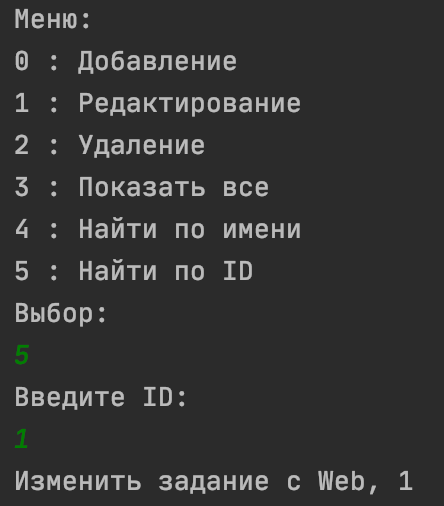 Меню:
0 : Добавление
1 : Редактирование
2 : Удаление
3 : Показать все
4 : Найти по имени
5 : Найти по ID
Выбор:
5
Введите ID:
1
Изменить задание с Web, 1